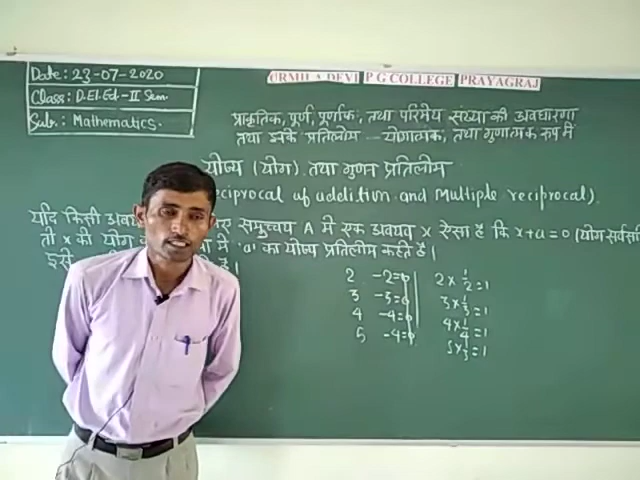 Date: 23-07-2020
Class: D.El.Ed-II Sem.
Sub.: Mathematics.
URMILA DEVI P G COLLEGE PRAYAGRAJ
प्राकृतिक, पूर्ण, पूर्णांक, तथा परिमेय संख्या की अवधारणा
तथा उनके प्रतिलोम - योगात्मक, तथा गुणात्मक रूप में
योज्य (योग) तथा गुणन प्रतिलोम
eciprocal of addition and Multiple reciprocal).
यदि किसी समुच्चय A में एक अवयव x ऐसा है कि x+a=0 (योग
तो x को योग में 'a' का योज्य प्रतिलोम कहते है।
इसे है।
2 -2=0 2×1/2=1
3 -3=0 3×1/3=1
4 -4=0 4×1/4=1
5 -4=0 5×1/5=1